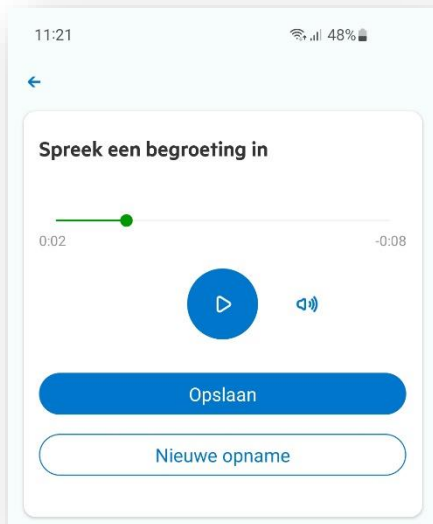 11:21 48%
Spreek een begroeting in
0:02 -0:08
Opslaan
Nieuwe opname